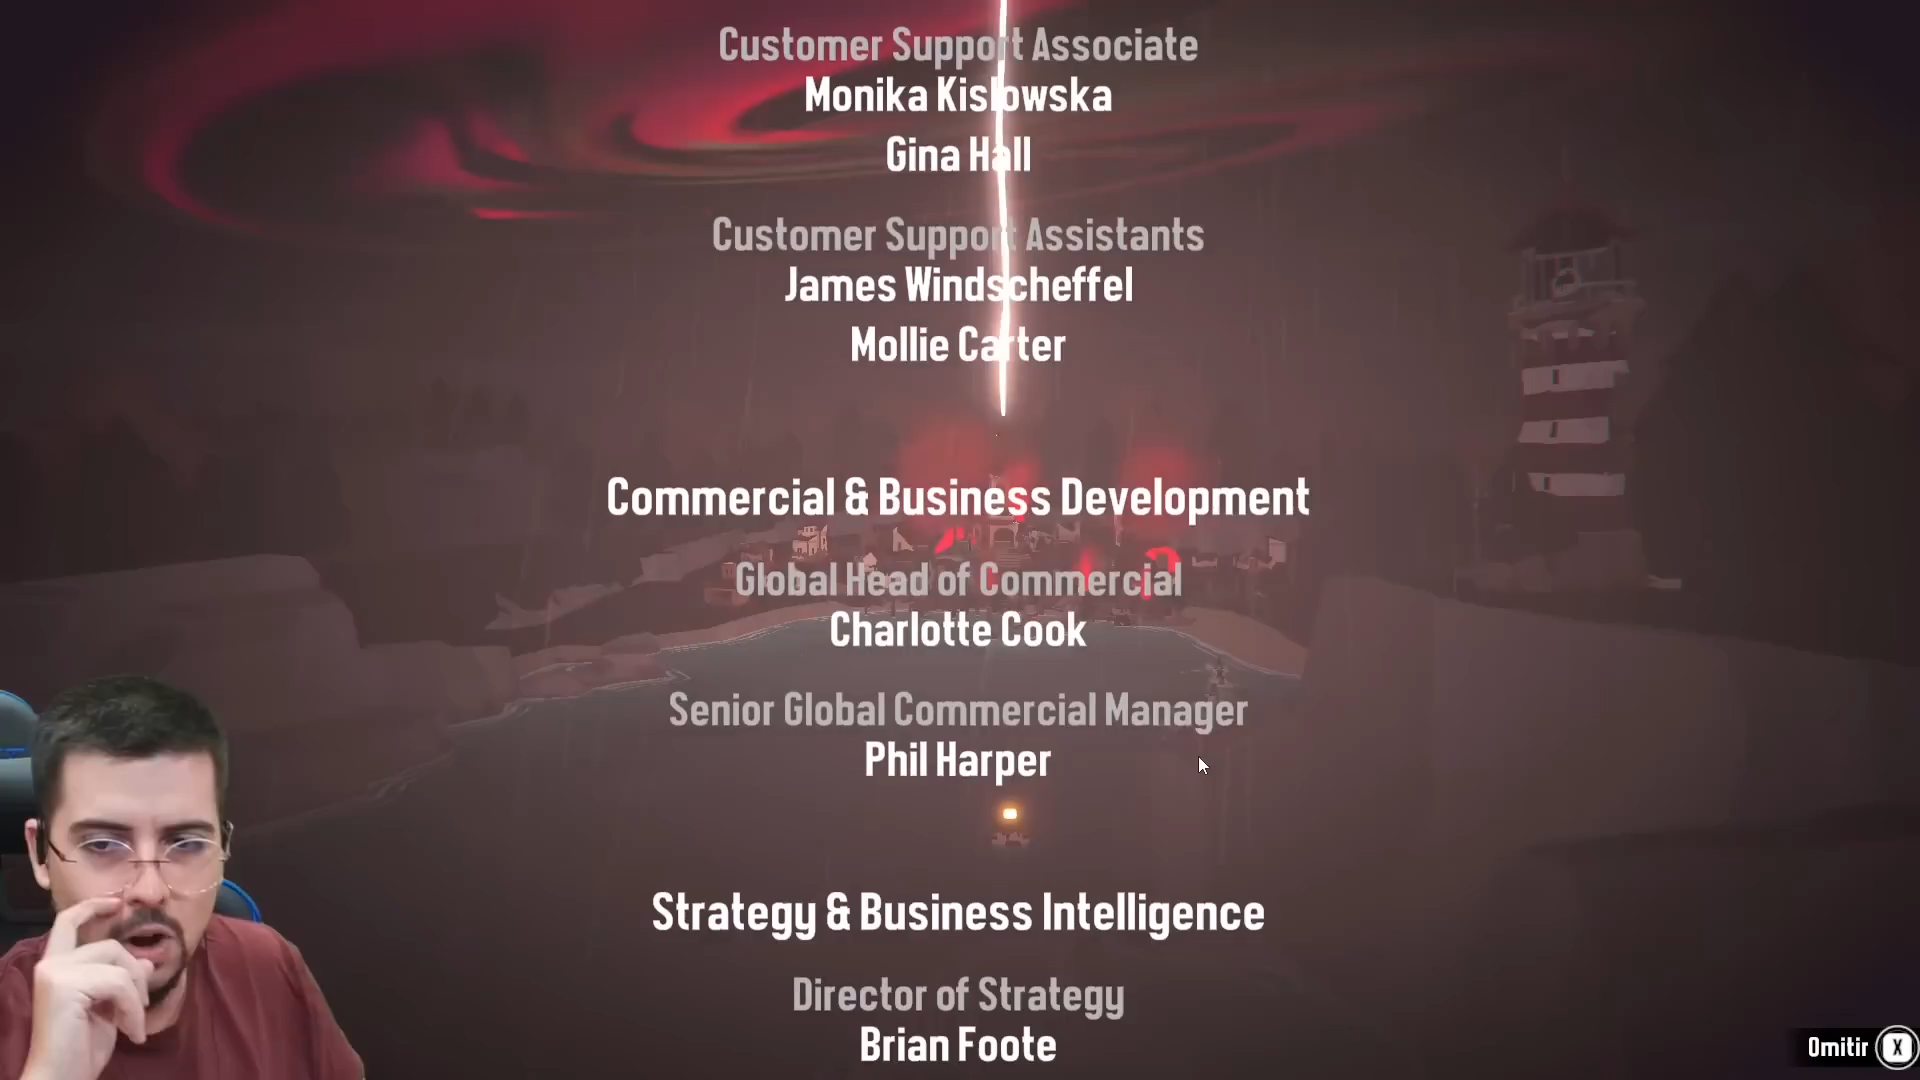 Customer Support Associate
Monika Kislowska
Gina Hall
Customer Support Assistants
James Windscheffel
Mollie Carter
Commercial & Business Development
Global Head of Commercial
Charlotte Cook
Senior Global Commercial Manager
Phil Harper
Strategy & Business Intelligence
Director of Strategy
Brian Foote
Omitir X